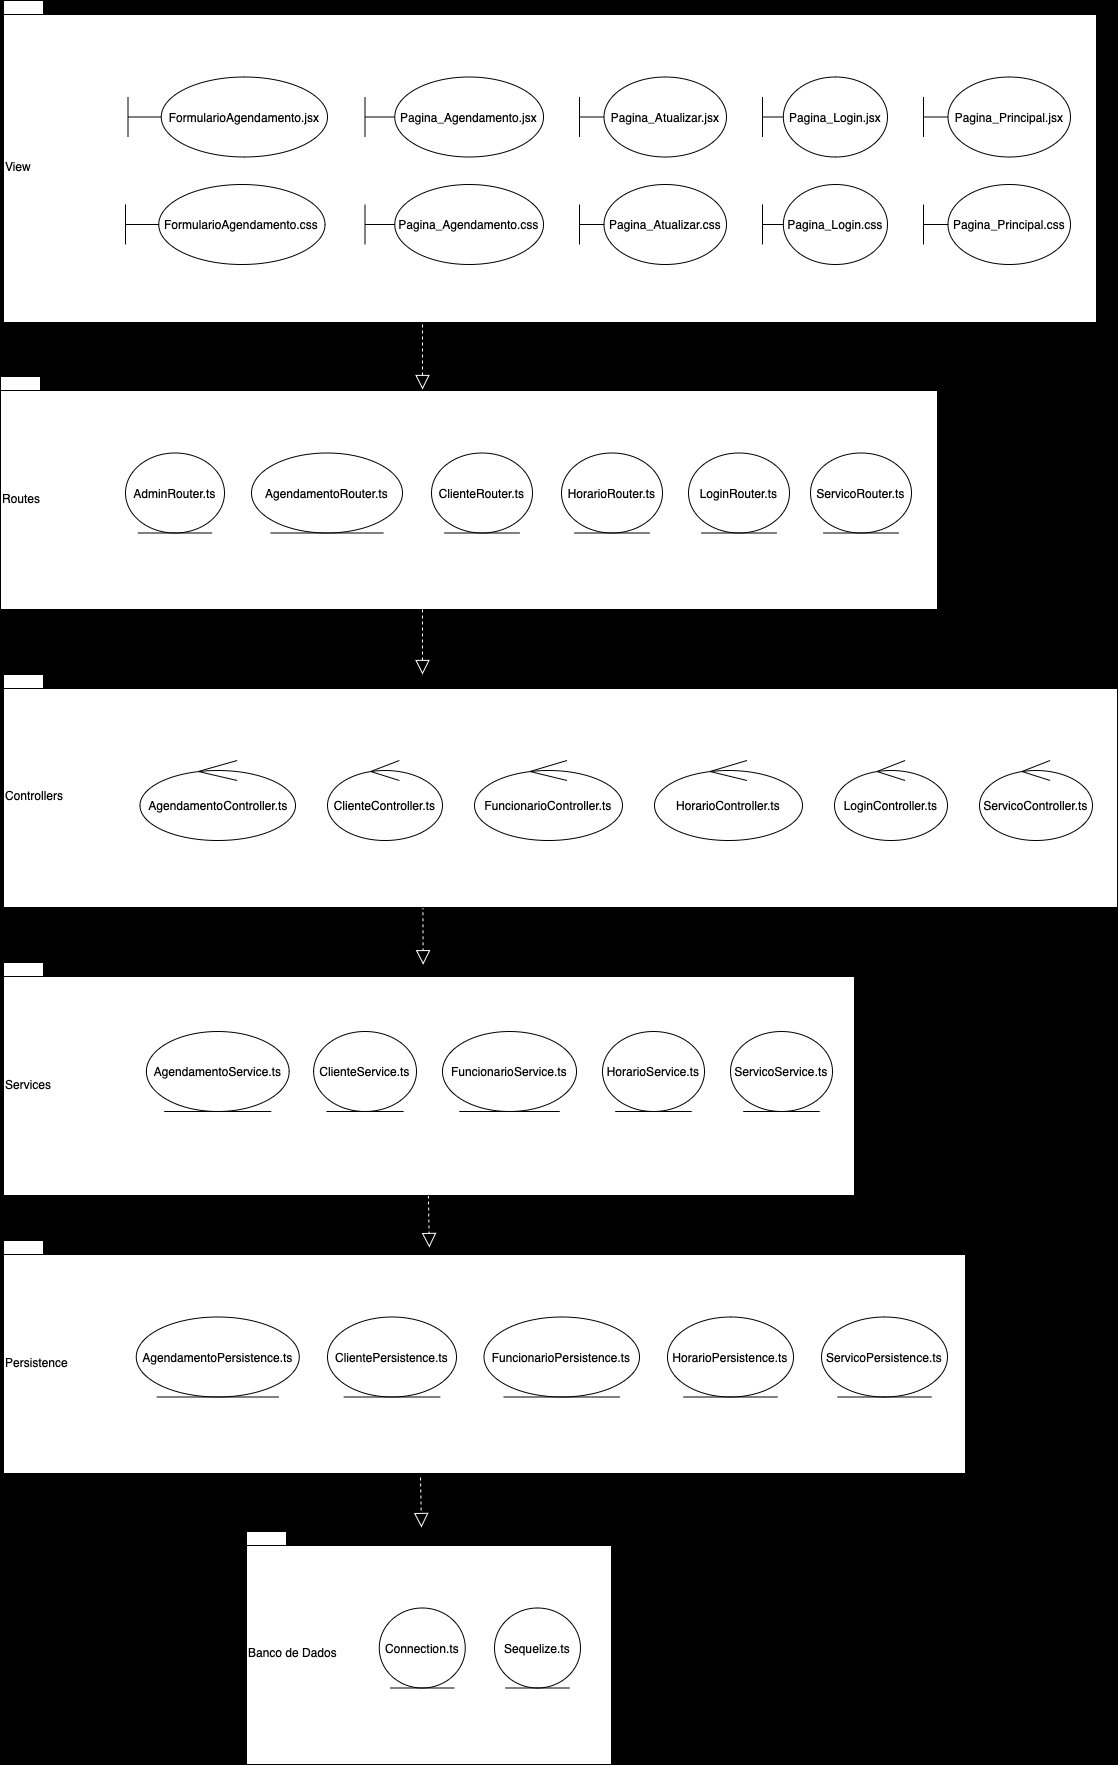 FormularioAgendamento.jsx
Pagina_Agendamento.jsx
Pagina_Atualizar.jsx
Pagina_Login.jsx
Pagina_Principal.jsx
View
FormularioAgendamento.css
Pagina_Agendamento.css
Pagina_Atualizar.css
Pagina_Login.css
Pagina_Principal.css
Routes
AdminRouter.ts
AgendamentoRouter.ts
ClienteRouter.ts
HorarioRouter.ts
LoginRouter.ts
ServicoRouter.ts
Controllers
AgendamentoController.ts
ClienteController.ts
FuncionarioController.ts
HorarioController.ts
LoginController.ts
ServicoController.ts
Services
AgendamentoService.ts
ClienteService.ts
FuncionarioService.ts
HorarioService.ts
ServicoService.ts
Persistence
AgendamentoPersistence.ts
ClientePersistence.ts
FuncionarioPersistence.ts
HorarioPersistence.ts
ServicoPersistence.ts
Banco de Dados
Connection.ts
Sequelize.ts